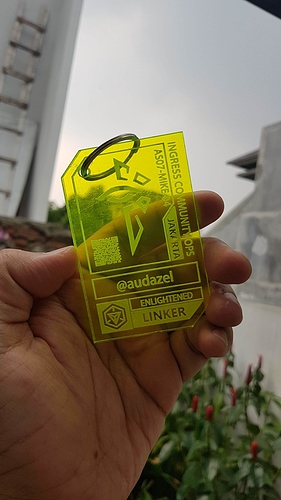 INGRESS COMMUNITY OPS
AS07-MIKE
JAKARTA
@audazel
ENLIGHTENED
LINKER